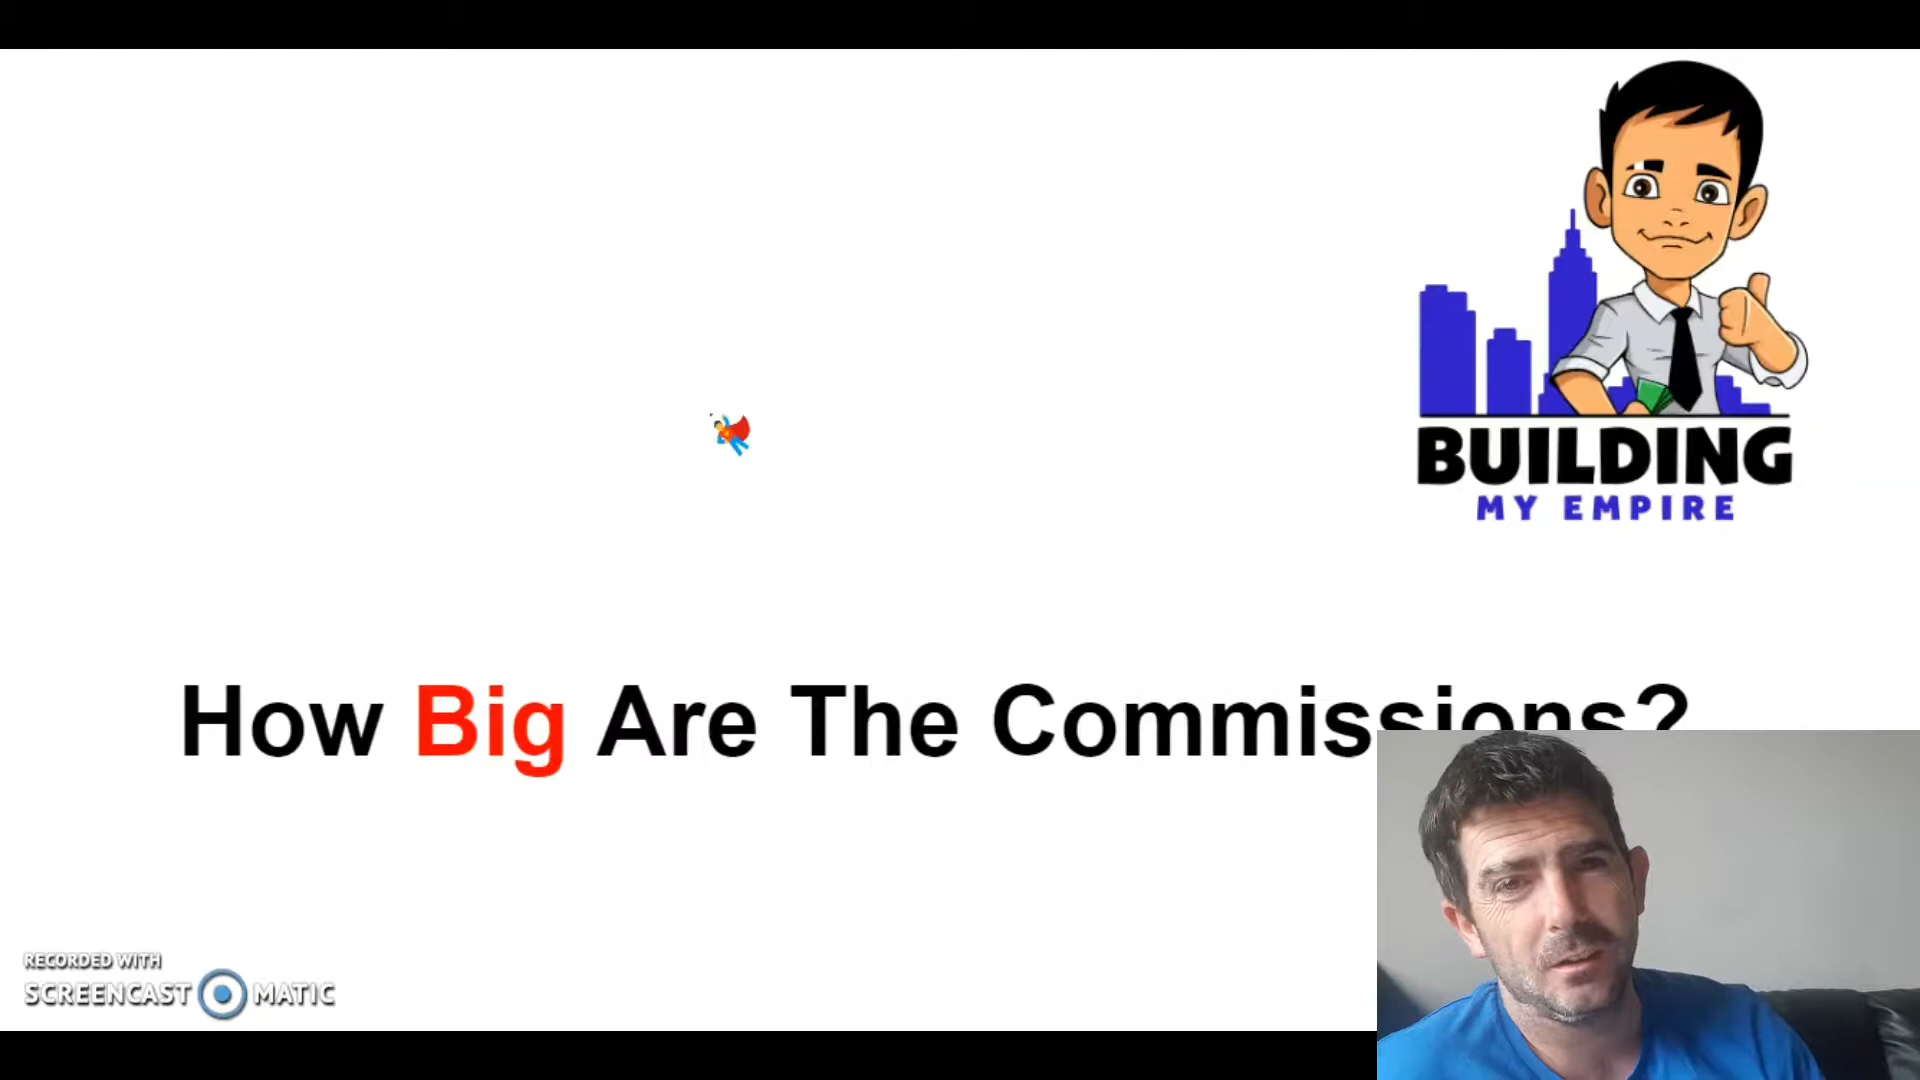 BUILDING
MY EMPIRE
How Big Are The Commissions?
RECORDED WITH
SCREENCAST MATIC